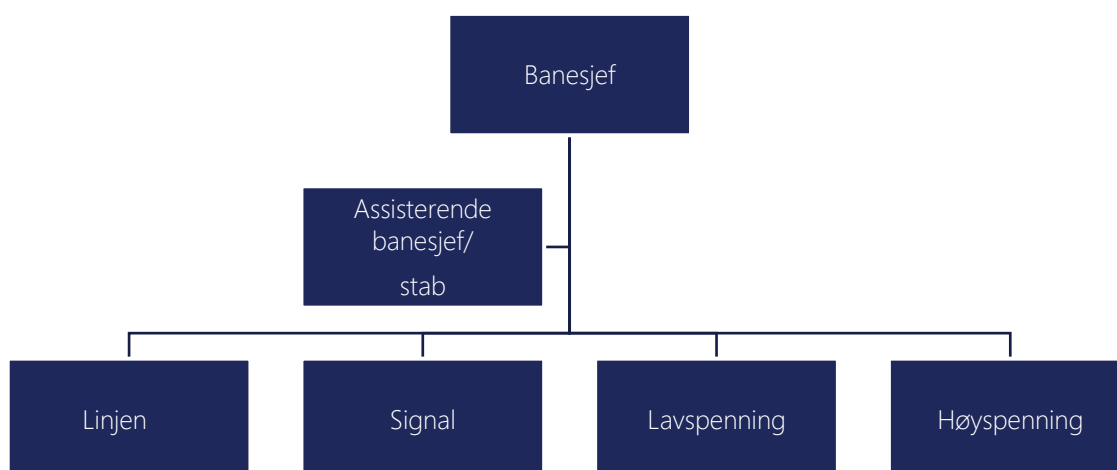 Banesjef
Assisterende
banesjef/
stab
Linjen
Signal
Lavspenning
Høyspenning